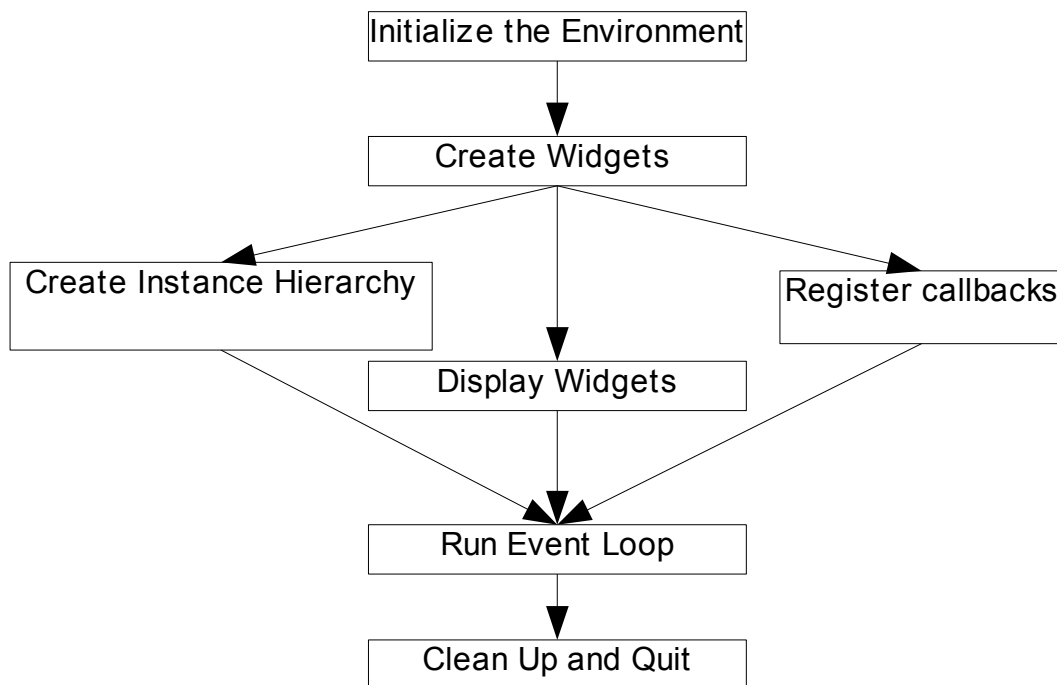 Initialize the Environment
Create Widgets
Create Instance Hierarchy
Register callbacks
Display Widgets
Run Event Loop
Clean Up and Quit